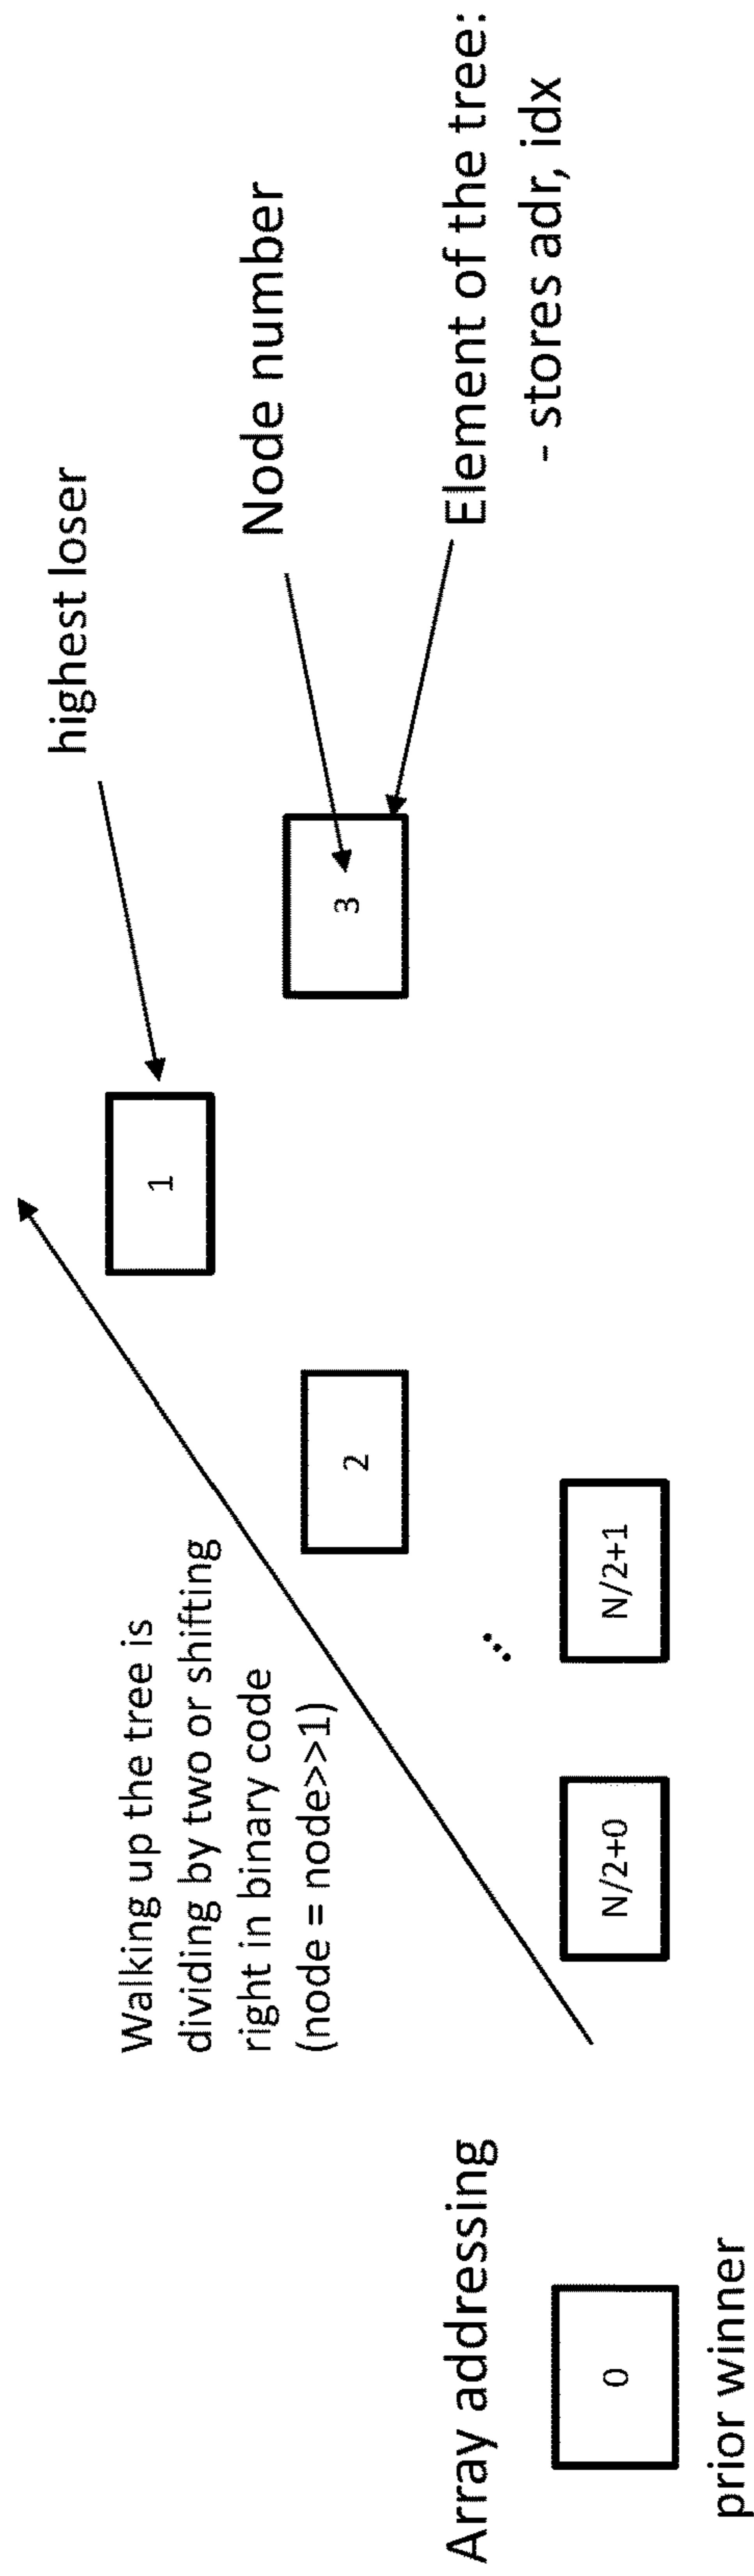 highest loser
Walking up the tree is
dividing by two or shifting
right in binary code
(node = node>>1)
1
Node number
2
3
Array addressing
Element of the tree:
- stores adr, idx
0
N/2+0
N/2+1
prior winner